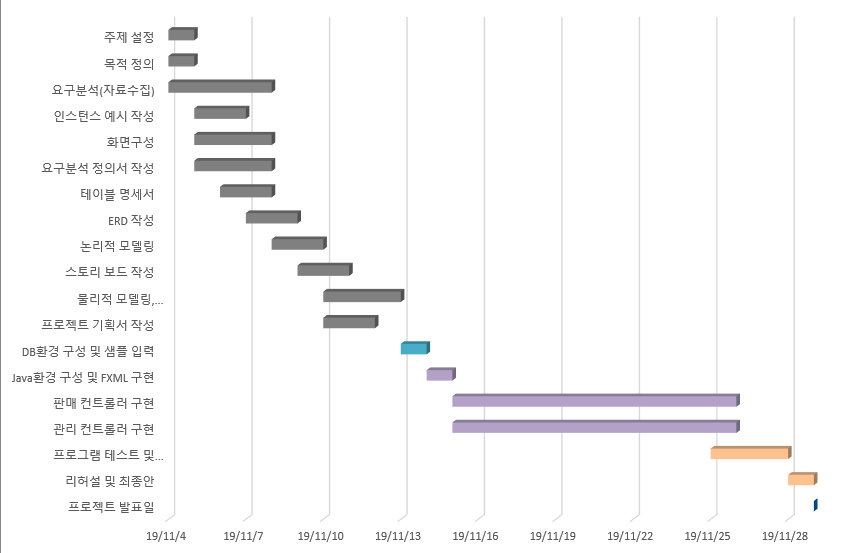 주제 설정
목적 정의
요구분석(자료수집)
인스턴스 예시 작성
화면구성
요구분석 정의서 작성
테이블 명세서
ERD 작성
논리적 모델링
스토리 보드 작성
물리적 모델링,...
프로젝트 기획서 작성
DB환경 구성 및 샘플 입력
Java환경 구성 및 FXML 구현
판매 컨트롤러 구현
관리 컨트롤러 구현
프로그램 테스트 및...
리허설 및 최종안
프로젝트 발표일
19/11/4 19/11/7 19/11/10 19/11/13 19/11/16 19/11/19 19/11/22 19/11/25 19/11/28